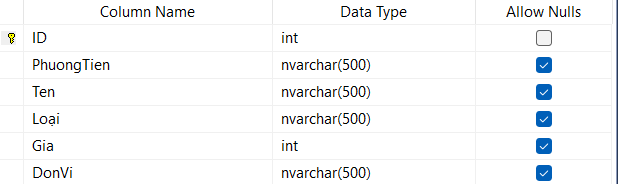 Column Name Data Type Allow Nulls
ID int
PhuongTien nvarchar(500)
Ten nvarchar(500)
Loại nvarchar(500)
Gia int
DonVi nvarchar(500)